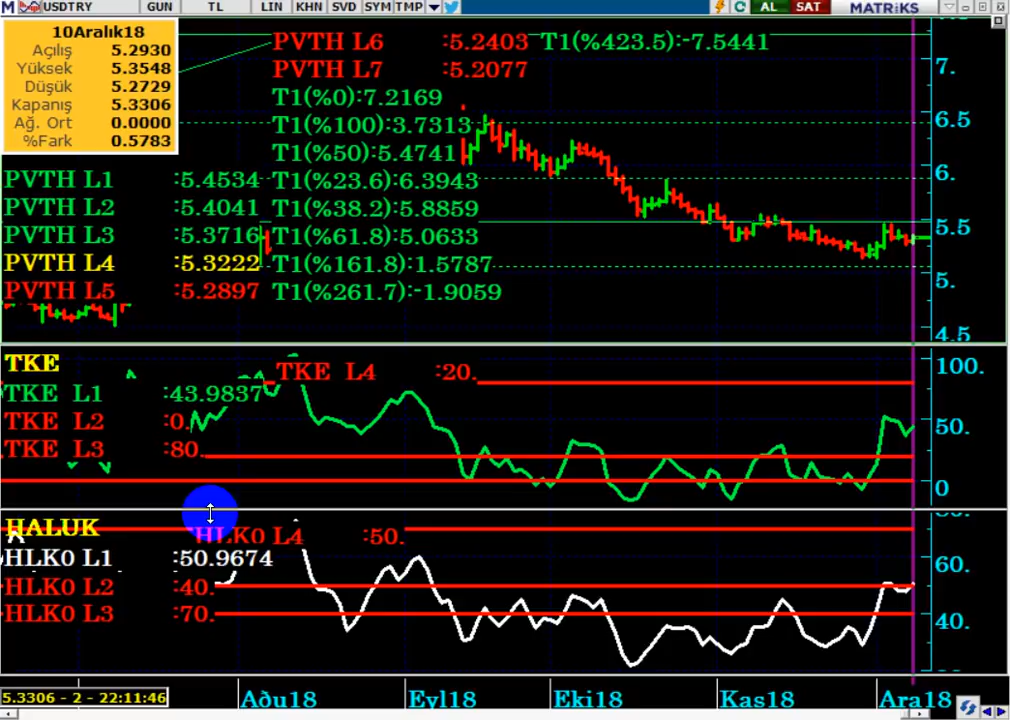 M USDTRY GUN TL LIN KHN SVD SYM TMP AL SAT MATRiKS
10Aralık18
Açılış 5.2930
Yüksek 5.3548
Düşük 5.2729
Kapanış 5.3306
Ağ. Ort 0.0000
%Fark 0.5783
PVTH L6 :5.2403 T1(%423.5):-7.5441
PVTH L7 :5.2077
T1(%0):7.2169
T1(%100):3.7313
T1(%50):5.4741
PVTH L1 :5.4534 T1(%23.6):6.3943
PVTH L2 :5.4041 T1(%38.2):5.8859
PVTH L3 :5.3716 T1(%61.8):5.0633
PVTH L4 :5.3222 T1(%161.8):1.5787
PVTH L5 :5.2897 T1(%261.7):-1.9059
7.
6.5
6.
5.5
5.
4.5
TKE
TKE L4 :20.
TKE L1 :43.9837
TKE L2 :0.
TKE L3 :80.
100.
50.
0
HALUK
HLK0 L4 :50.
HLK0 L1 :50.9674
HLK0 L2 :40.
HLK0 L3 :70.
60.
40.
5.3306 - 2 - 22:11:46 Aðu18 Eyl18 Eki18 Kas18 Ara18